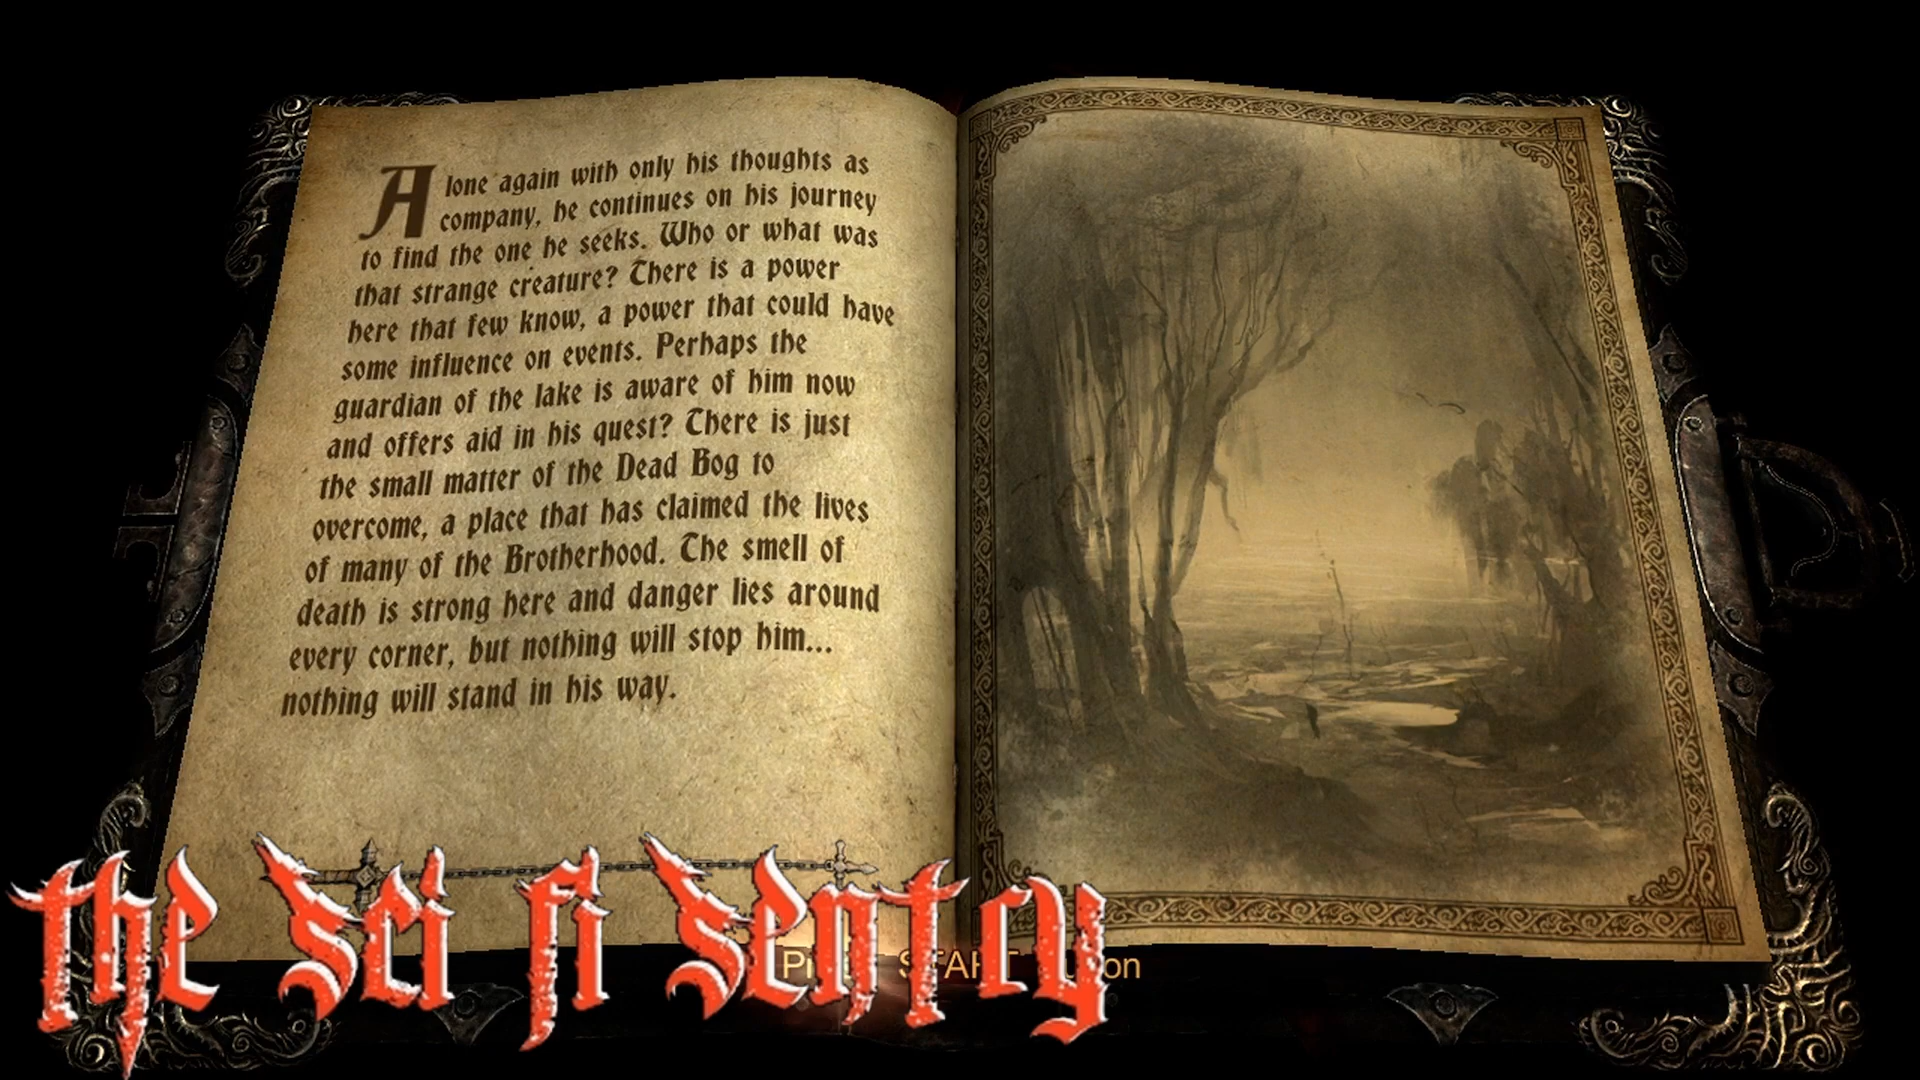 Alone again with only his thoughts as
company, he continues on his journey
to find the one he seeks. Who or what was
that strange creature? There is a power
here that few know, a power that could have
some influence on events. Perhaps the
guardian of the lake is aware of him now
and offers aid in his quest? There is just
the small matter of the Dead Bog to
overcome, a place that has claimed the lives
of many of the Brotherhood. The smell of
death is strong here and danger lies around
every corner, but nothing will stop him...
nothing will stand in his way.
the sci fi sentry
START